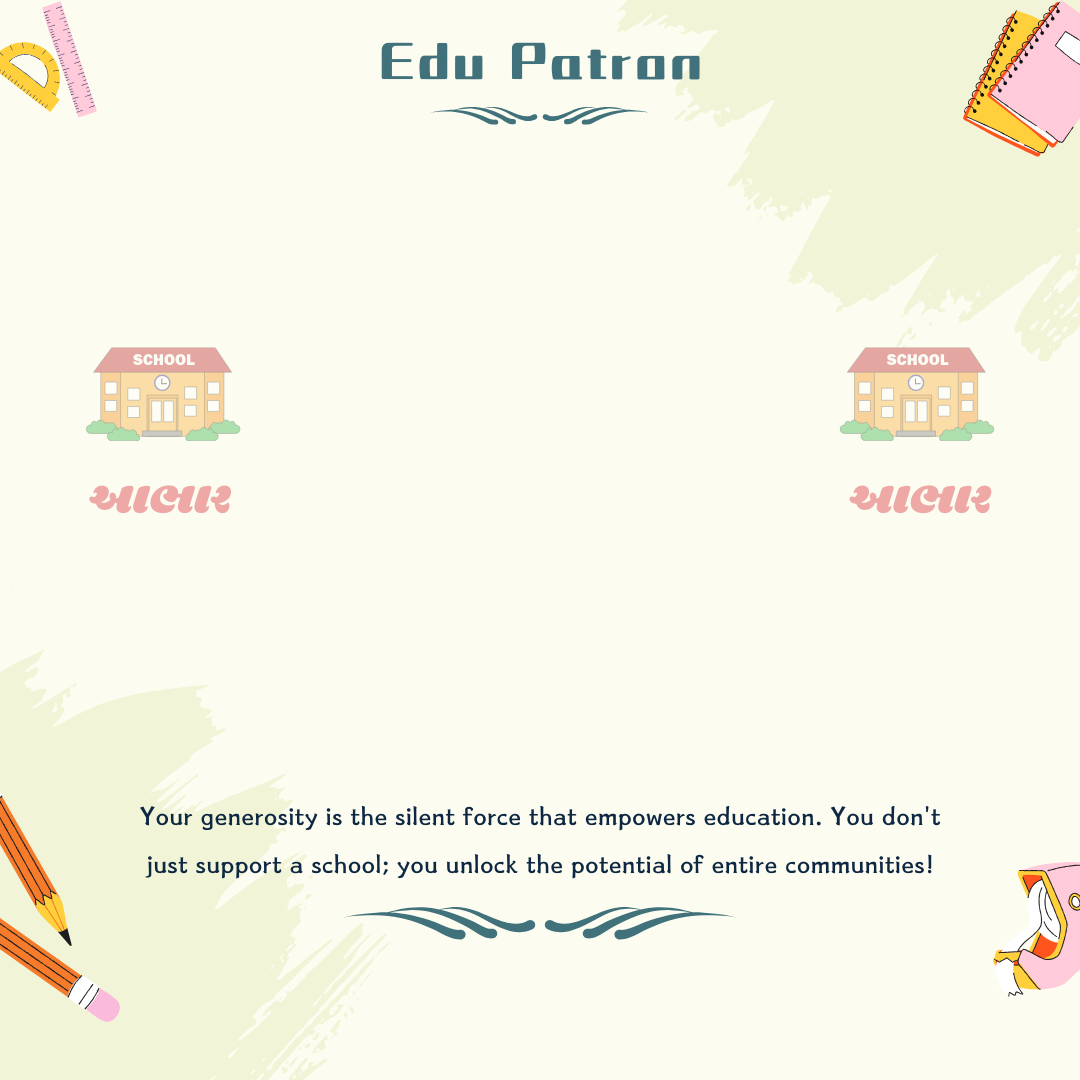 Edu Patron
SCHOOL
SCHOOL
આભાર
આભાર
Your generosity is the silent force that empowers education. You don't
just support a school; you unlock the potential of entire communities!